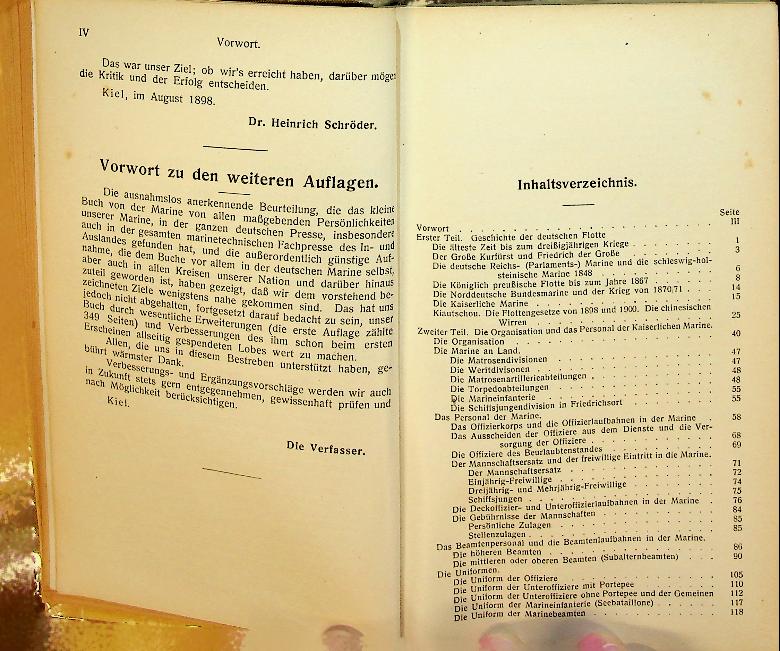 IV
Vorwort.
Das war unser Ziel; ob wir's erreicht haben, darüber möge
die Kritik und der Erfolg entscheiden.
Kiel, im August 1898.
Dr. Heinrich Schröder.
Vorwort zu den weiteren Auflagen.
Die ausnahmslos anerkennende Beurteilung, die das kleine
Buch von der Marine von allen maßgebenden Persönlichkeiten
unserer Marine, in der ganzen deutschen Presse, insbesondere
auch in der gesamten marinetechnischen Fachpresse des In- und
Auslandes gefunden hat, und die außerordentlich günstige Auf-
nahme, die dem Buche vor allem in der deutschen Marine selbst,
aber auch in allen Kreisen unserer Nation und darüber hinaus
zuteil geworden ist, haben gezeigt, daß wir dem vorstehend be-
zeichneten Ziele wenigstens nahe gekommen sind. Das hat uns
jedoch nicht abgehalten, fortgesetzt darauf bedacht zu sein, unser
Buch durch wesentliche Erweiterungen (die erste Auflage zählte
349 Seiten) und Verbesserungen des ihm schon beim ersten
Erscheinen allseitig gespendeten Lobes wert zu machen.
Allen, die uns in diesem Bestreben unterstützt haben, ge-
bührt wärmster Dank.
Verbesserungs- und Ergänzungsvorschläge werden wir auch
in Zukunft stets gern entgegennehmen, gewissenhaft prüfen und
nach Möglichkeit berücksichtigen.
Kiel.
Die Verfasser.
Inhaltsverzeichnis.
Seite
Vorwort . . . . . . III
Erster Teil. Geschichte der deutschen Flotte
Die älteste Zeit bis zum dreißigjährigen Kriege . . . . 1
Der Große Kurfürst und Friedrich der Große . . . . 3
Die deutsche Reichs- (Parlaments-) Marine und die schleswig-hol-
steinische Marine 1848 . . . . 6
Die Königlich preußische Flotte bis zum Jahre 1867 . . . . 8
Die Norddeutsche Bundesmarine und der Krieg von 1870/71 . 14
Die Kaiserliche Marine . . . . 15
Kiautschou. Die Flottengesetze von 1898 und 1900. Die chinesischen
Wirren . . . . 25
Zweiter Teil. Die Organisation und das Personal der Kaiserlichen Marine.
Die Organisation . . . . 40
Die Marine an Land.
Die Matrosendivisionen . . . . 47
Die Werftdivisonen . . . . 47
Die Matrosenartillerieabteilungen . . . . 48
Die Torpedoabteilungen . . . . 48
Die Marineinfanterie . . . . 55
Die Schiffsjungendivision in Friedrichsort . . . . 55
Das Personal der Marine.
Das Offizierkorps und die Offizierlaufbahnen in der Marine . 58
Das Ausscheiden der Offiziere aus dem Dienste und die Ver-
sorgung der Offiziere . . . . 68
Die Offiziere des Beurlaubtenstandes . . . . 69
Der Mannschaftsersatz und der freiwillige Eintritt in die Marine.
Der Mannschaftsersatz . . . . 71
Einjährig-Freiwillige . . . . 72
Dreijährig- und Mehrjährig-Freiwillige . . . . 74
Schiffsjungen . . . . 75
Die Deckoffizier- und Unteroffizierlaufbahnen in der Marine . 76
Die Gebührnisse der Mannschaften . . . . 84
Persönliche Zulagen . . . . 85
Stellenzulagen . . . . 85
Das Beamtenpersonal und die Beamtenlaufbahnen in der Marine.
Die höheren Beamten . . . . 86
Die mittleren oder oberen Beamten (Subalternbeamten) . . 90
Die Uniformen.
Die Uniform der Offiziere . . . . 105
Die Uniform der Unteroffiziere mit Portepee . . . . 110
Die Uniform der Unteroffiziere ohne Portepee und der Gemeinen 112
Die Uniform der Marineinfanterie (Seebataillone) . . . 117
Die Uniform der Marinebeamten . . . . 118